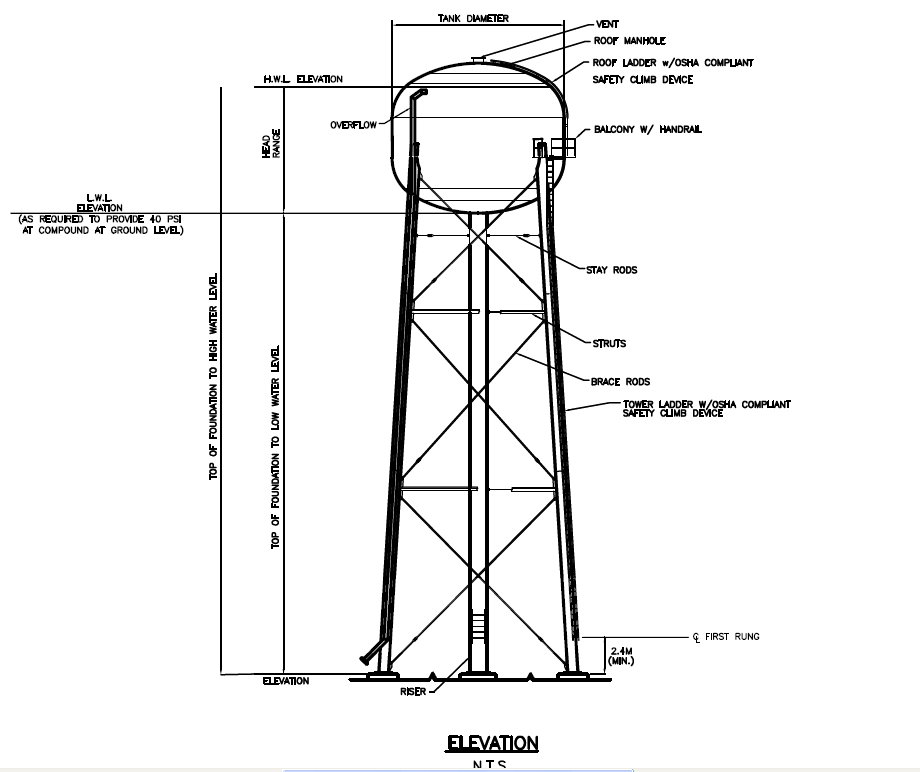 TANK DIAMETER
VENT
ROOF MANHOLE
ROOF LADDER w/OSHA COMPLIANT
SAFETY CLIMB DEVICE
H.W.L. ELEVATION
OVERFLOW
HEAD
RANGE
BALCONY W/ HANDRAIL
L.W.L.
ELEVATION
(AS REQUIRED TO PROVIDE 40 PSI
AT COMPOUND AT GROUND LEVEL)
STAY RODS
STRUTS
BRACE RODS
TOWER LADDER W/OSHA COMPLIANT
SAFETY CLIMB DEVICE
TOP OF FOUNDATION TO HIGH WATER LEVEL
TOP OF FOUNDATION TO LOW WATER LEVEL
℄ FIRST RUNG
2.4M
(MIN.)
ELEVATION
RISER
ELEVATION
N.T.S.